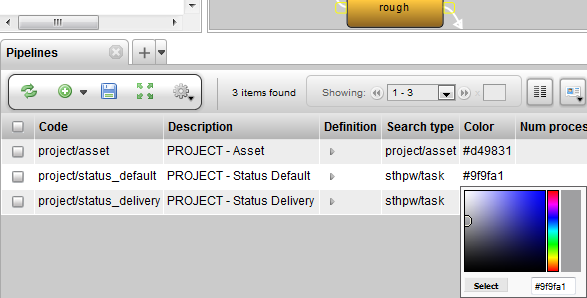 rough
Pipelines
3 items found Showing: 1 - 3 x
Code Description Definition Search type Color Num proces
project/asset PROJECT - Asset project/asset #d49831
project/status_default PROJECT - Status Default sthpw/task #9f9fa1
project/status_delivery PROJECT - Status Delivery sthpw/task
Select #9f9fa1